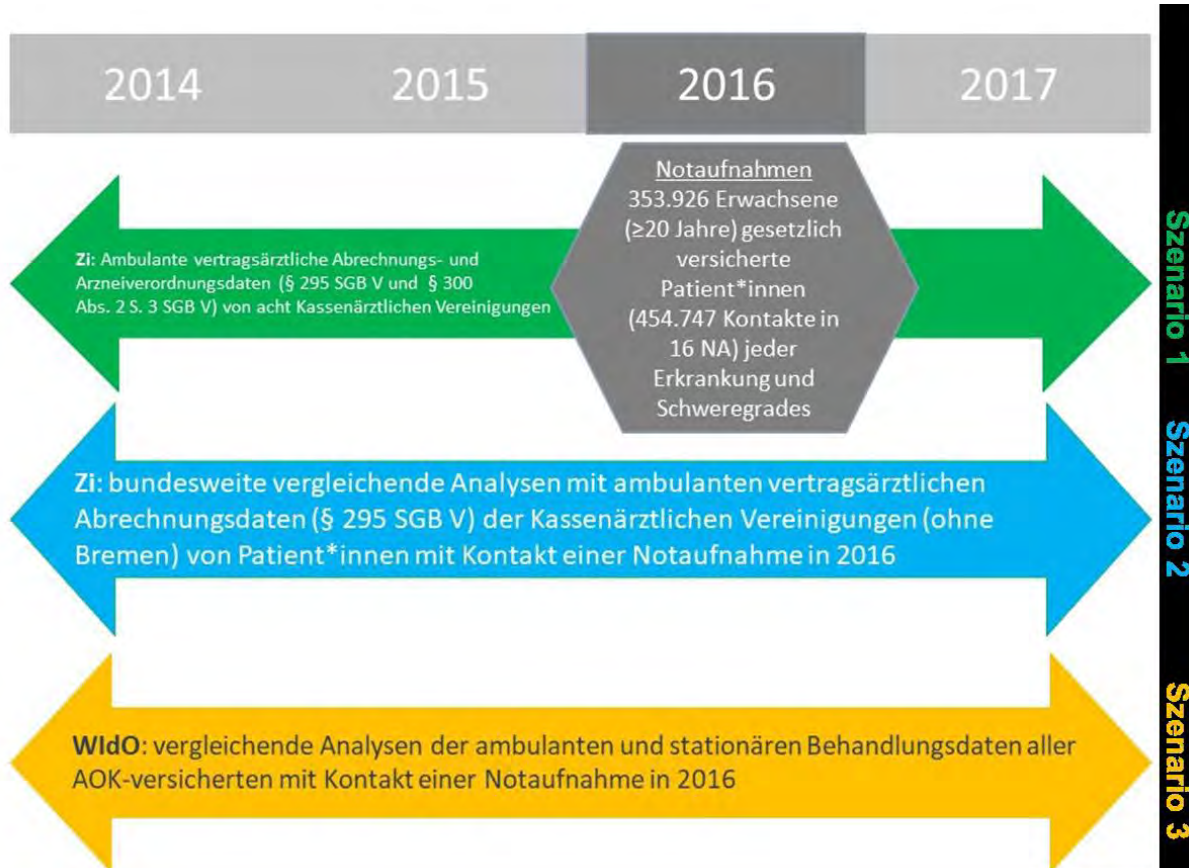 2014
2015
2016
2017
Notaufnahmen
353.926 Erwachsene
(≥20 Jahre) gesetzlich
versicherte
Patient*innen
(454.747 Kontakte in
16 NA) jeder
Erkrankung und
Schweregrades
Zi: Ambulante vertragsärztliche Abrechnungs- und
Arzneiverordnungsdaten (§ 295 SGB V und § 300
Abs. 2 S. 3 SGB V) von acht Kassenärztlichen Vereinigungen
Szenario 1
Zi: bundesweite vergleichende Analysen mit ambulanten vertragsärztlichen
Abrechnungsdaten (§ 295 SGB V) der Kassenärztlichen Vereinigungen (ohne
Bremen) von Patient*innen mit Kontakt einer Notaufnahme in 2016
Szenario 2
WIdO: vergleichende Analysen der ambulanten und stationären Behandlungsdaten aller
AOK-versicherten mit Kontakt einer Notaufnahme in 2016
Szenario 3